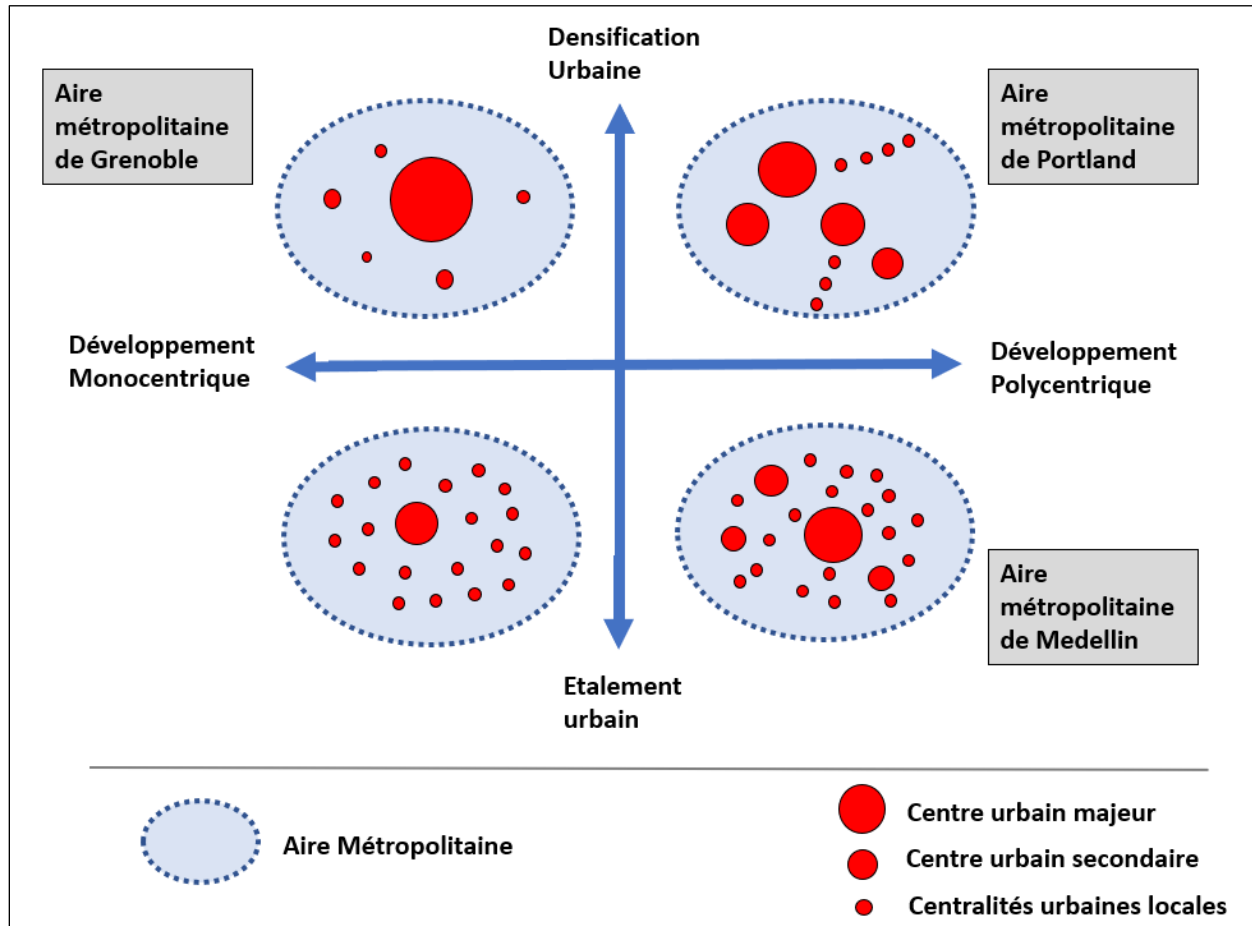 Densification
Urbaine
Aire
métropolitaine
de Grenoble
Aire
métropolitaine
de Portland
Développement
Monocentrique
Développement
Polycentrique
Aire
métropolitaine
de Medellin
Etalement
urbain
Aire Métropolitaine
Centre urbain majeur
Centre urbain secondaire
Centralités urbaines locales